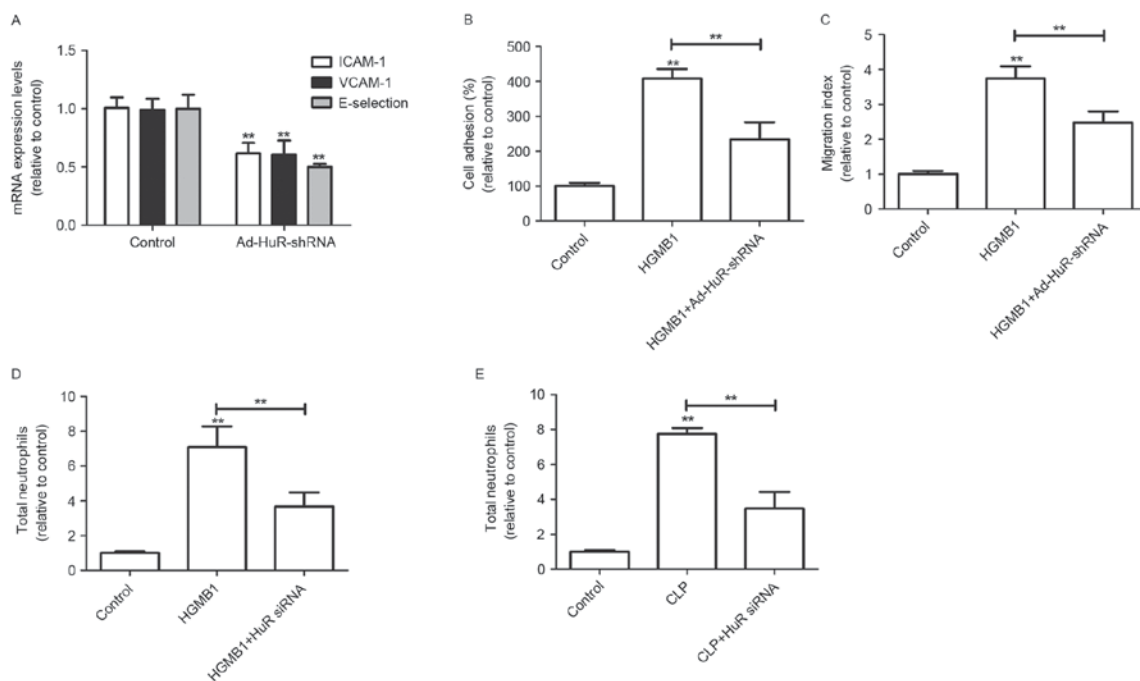 A
mRNA expression levels
(relative to control)
1.5
1.0
0.5
0.0
ICAM-1
VCAM-1
E-selection
** ** **
Control Ad-HuR-shRNA
B
Cell adhesion (%)
(relative to control)
500
400
300
200
100
0
**
**
Control
HGMB1
HGMB1+Ad-HuR-shRNA
C
Migration index
(relative to control)
5
4
3
2
1
0
**
**
Control
HGMB1
HGMB1+Ad-HuR-shRNA
D
Total neutrophils
(relative to control)
10
8
6
4
2
0
**
**
Control
HGMB1
HGMB1+HuR siRNA
E
Total neutrophils
(relative to control)
10
8
6
4
2
0
**
**
Control
CLP
CLP+HuR siRNA